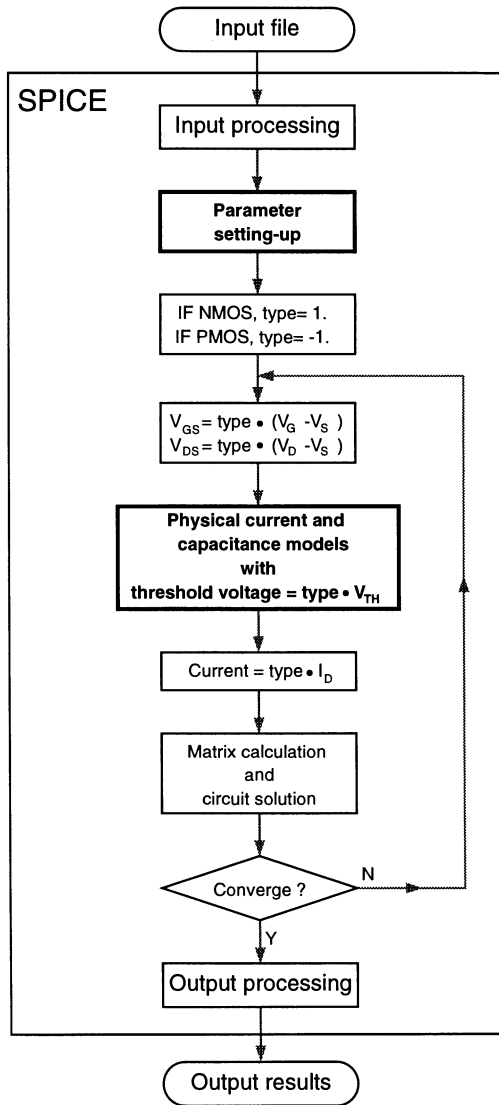 Input file
SPICE
Input processing
Parameter
setting-up
IF NMOS, type= 1.
IF PMOS, type= -1.
V_GS = type • (V_G -V_S )
V_DS = type • (V_D -V_S )
Physical current and
capacitance models
with
threshold voltage = type • V_TH
Current = type • I_D
Matrix calculation
and
circuit solution
Converge ?
N
Y
Output processing
Output results